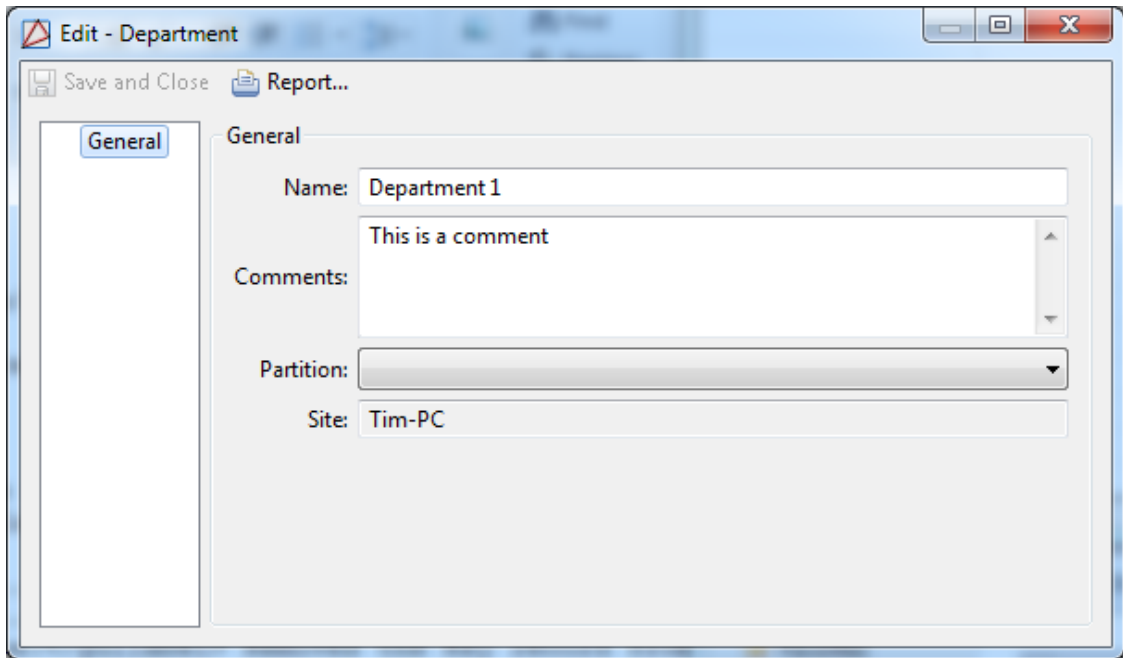 Edit - Department
Save and Close Report...
General
General
Name: Department 1
This is a comment
Comments:
Partition:
Site: Tim-PC